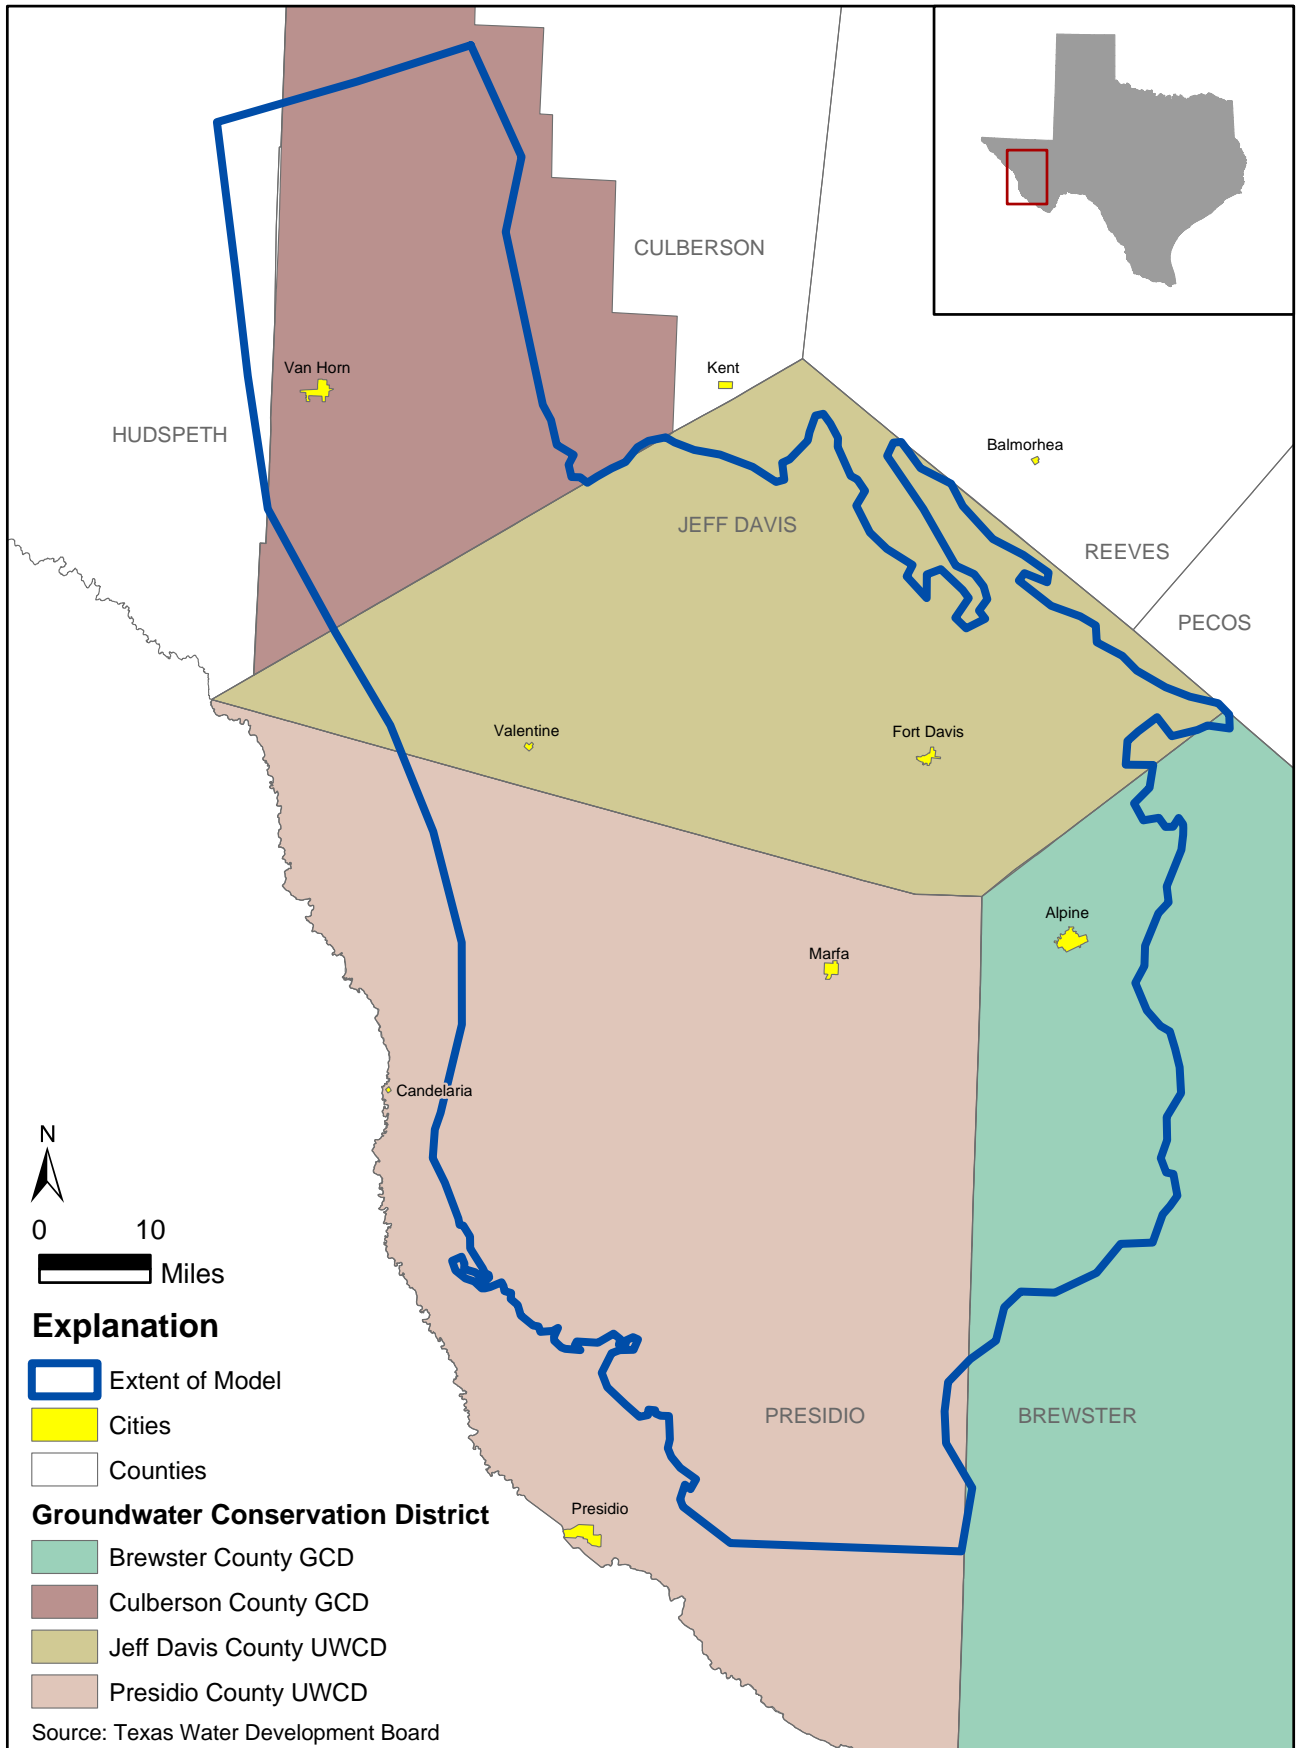 CULBERSON
Van Horn
Kent
HUDSPETH
Balmorhea
JEFF DAVIS
REEVES
PECOS
Valentine
Fort Davis
Alpine
Marfa
Candelaria
N
0 10
Miles
Explanation
Extent of Model
PRESIDIO
BREWSTER
Cities
Counties
Groundwater Conservation District
Presidio
Brewster County GCD
Culberson County GCD
Jeff Davis County UWCD
Presidio County UWCD
Source: Texas Water Development Board